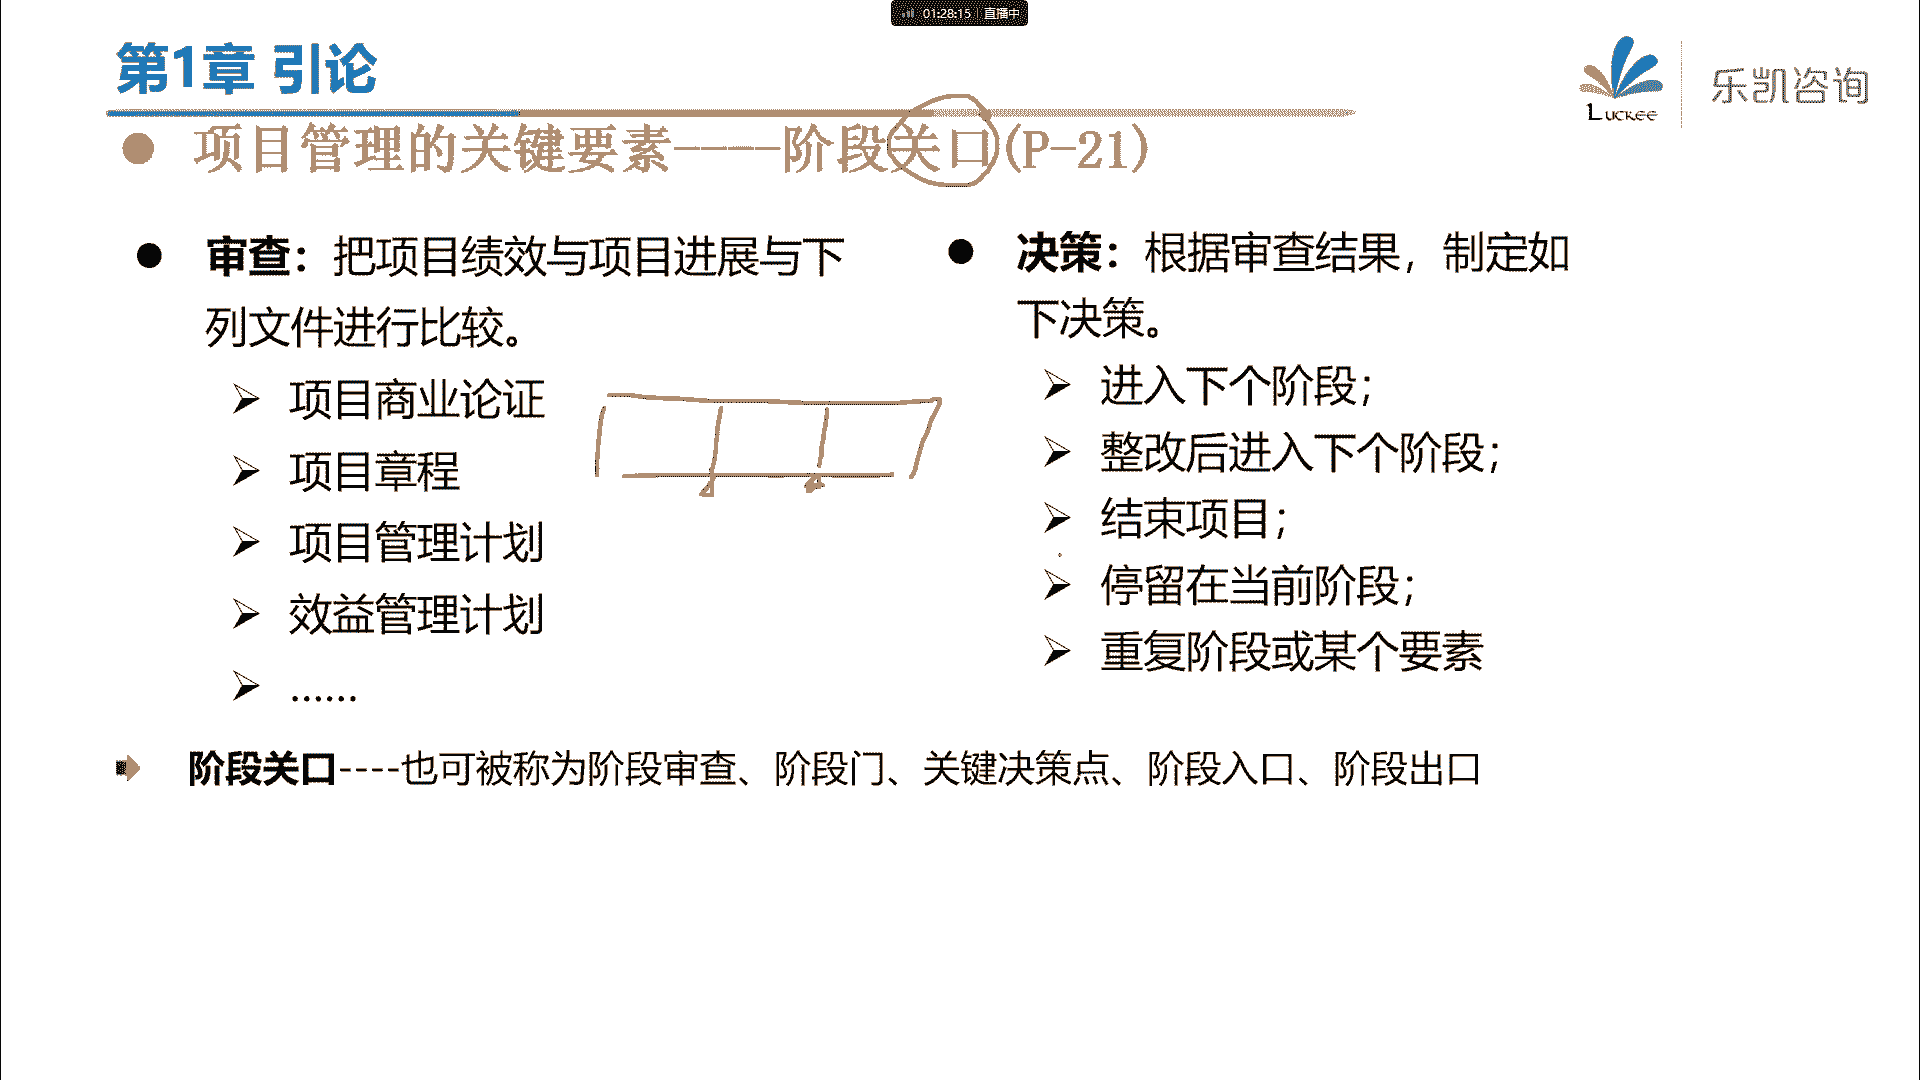 01:28:15 直播中
第1章 引论
LUCKEE 乐凯咨询
项目管理的关键要素----阶段关口(P-21)
审查：把项目绩效与项目进展与下
列文件进行比较。
项目商业论证
项目章程
项目管理计划
效益管理计划
……
决策：根据审查结果，制定如
下决策。
进入下个阶段；
整改后进入下个阶段；
结束项目；
停留在当前阶段；
重复阶段或某个要素
阶段关口----也可被称为阶段审查、阶段门、关键决策点、阶段入口、阶段出口